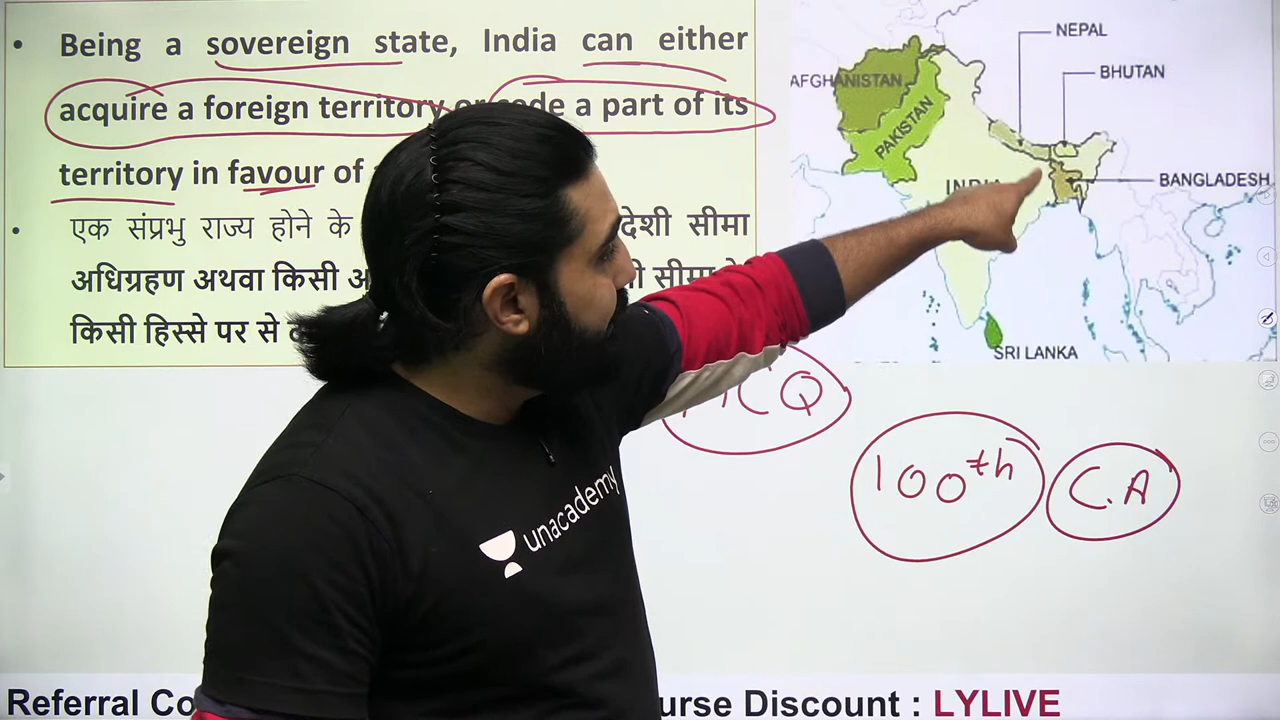 • Being a sovereign state, India can either
acquire a foreign territory or cede a part of its
territory in favour of
• एक संप्रभु राज्य होने के देशी सीमा
अधिग्रहण अथवा किसी सीमा
किसी हिस्से पर से
NEPAL
BHUTAN
AFGHANISTAN
PAKISTAN
INDIA
BANGLADESH
SRI LANKA
MCQ
100th
C.A
unacademy
Referral
Discount : LYLIVE